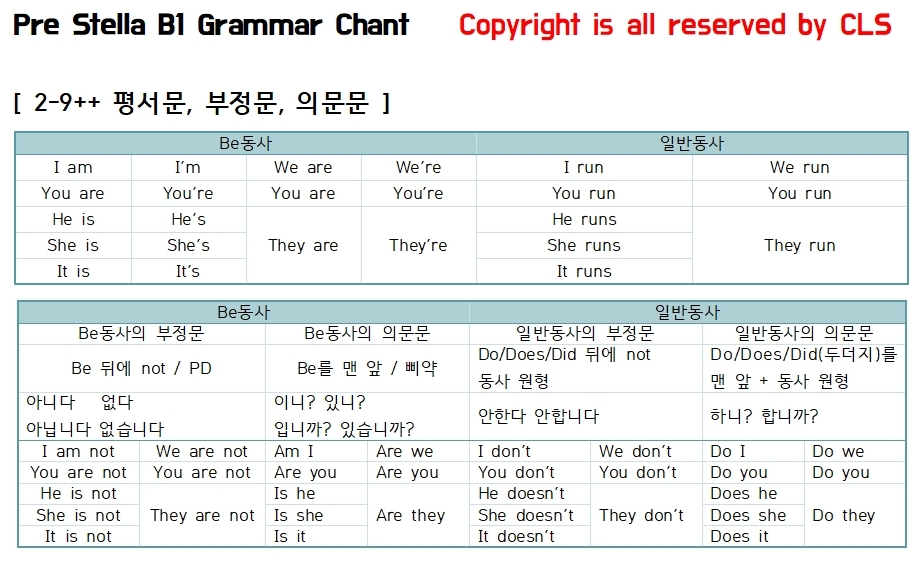 Pre Stella B1 Grammar Chant Copyright is all reserved by CLS
[ 2-9++ 평서문, 부정문, 의문문 ]
Be동사 일반동사
I am I'm We are We're I run We run
You are You're You are You're You run You run
He is He's He runs
She is She's They are They're She runs They run
It is It's It runs
Be동사 일반동사
Be동사의 부정문 Be동사의 의문문 일반동사의 부정문 일반동사의 의문문
Be 뒤에 not / PD Be를 맨 앞 / 삐약 Do/Does/Did 뒤에 not Do/Does/Did(두더지)를
동사 원형 맨 앞 + 동사 원형
아니다 없다 이니? 있니?
아닙니다 없습니다 입니까? 있습니까? 안한다 안합니다 하니? 합니까?
I am not We are not Am I Are we I don't We don't Do I Do we
You are not You are not Are you Are you You don't You don't Do you Do you
He is not Is he He doesn't Does he
She is not They are not Is she Are they She doesn't They don't Does she Do they
It is not Is it It doesn't Does it